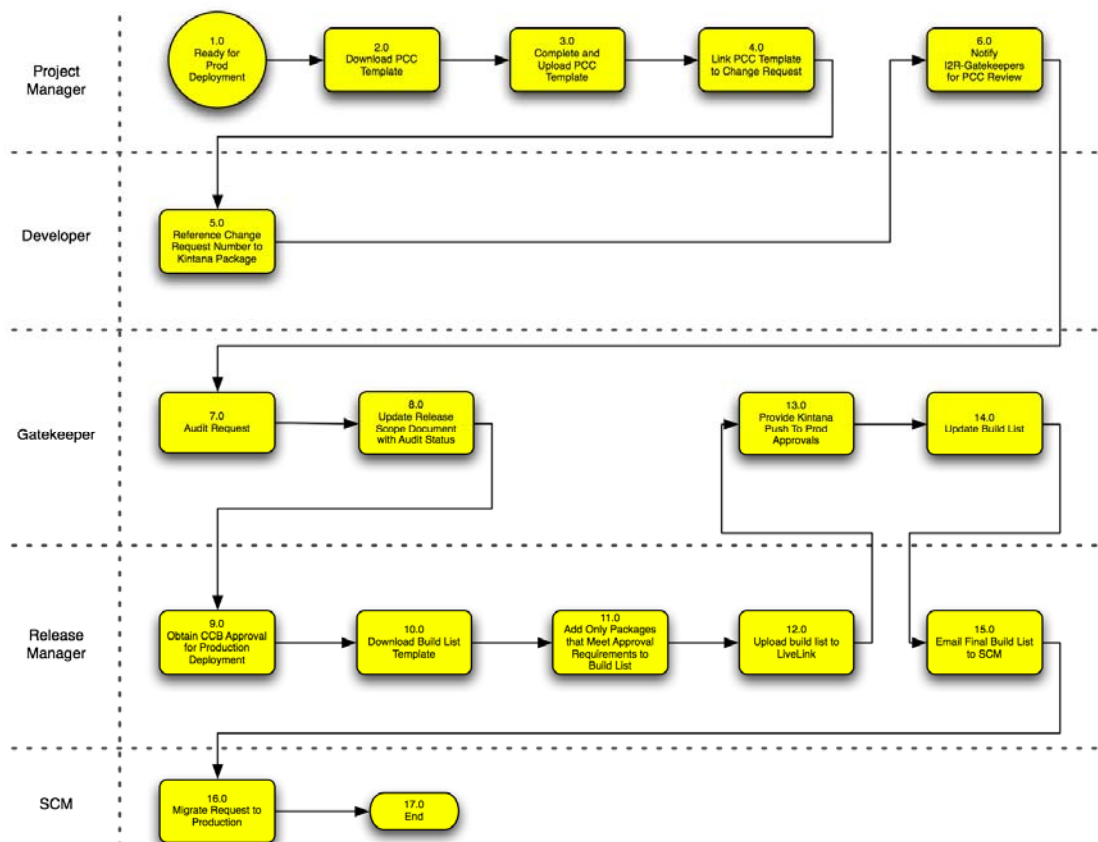 Project
Manager
1.0
Ready for
Prod
Deployment
2.0
Download PCC
Template
3.0
Complete and
Upload PCC
Template
4.0
Link PCC Template
to Change Request
6.0
Notify
I2R-Gatekeepers
for PCC Review
Developer
5.0
Reference Change
Request Number to
Kintana Package
Gatekeeper
7.0
Audit Request
8.0
Update Release
Scope Document
with Audit Status
13.0
Provide Kintana
Push To Prod
Approvals
14.0
Update Build List
Release
Manager
9.0
Obtain CCB Approval
for Production
Deployment
10.0
Download Build List
Template
11.0
Add Only Packages
that Meet Approval
Requirements to
Build List
12.0
Upload build list to
LiveLink
15.0
Email Final Build List
to SCM
SCM
16.0
Migrate Request to
Production
17.0
End